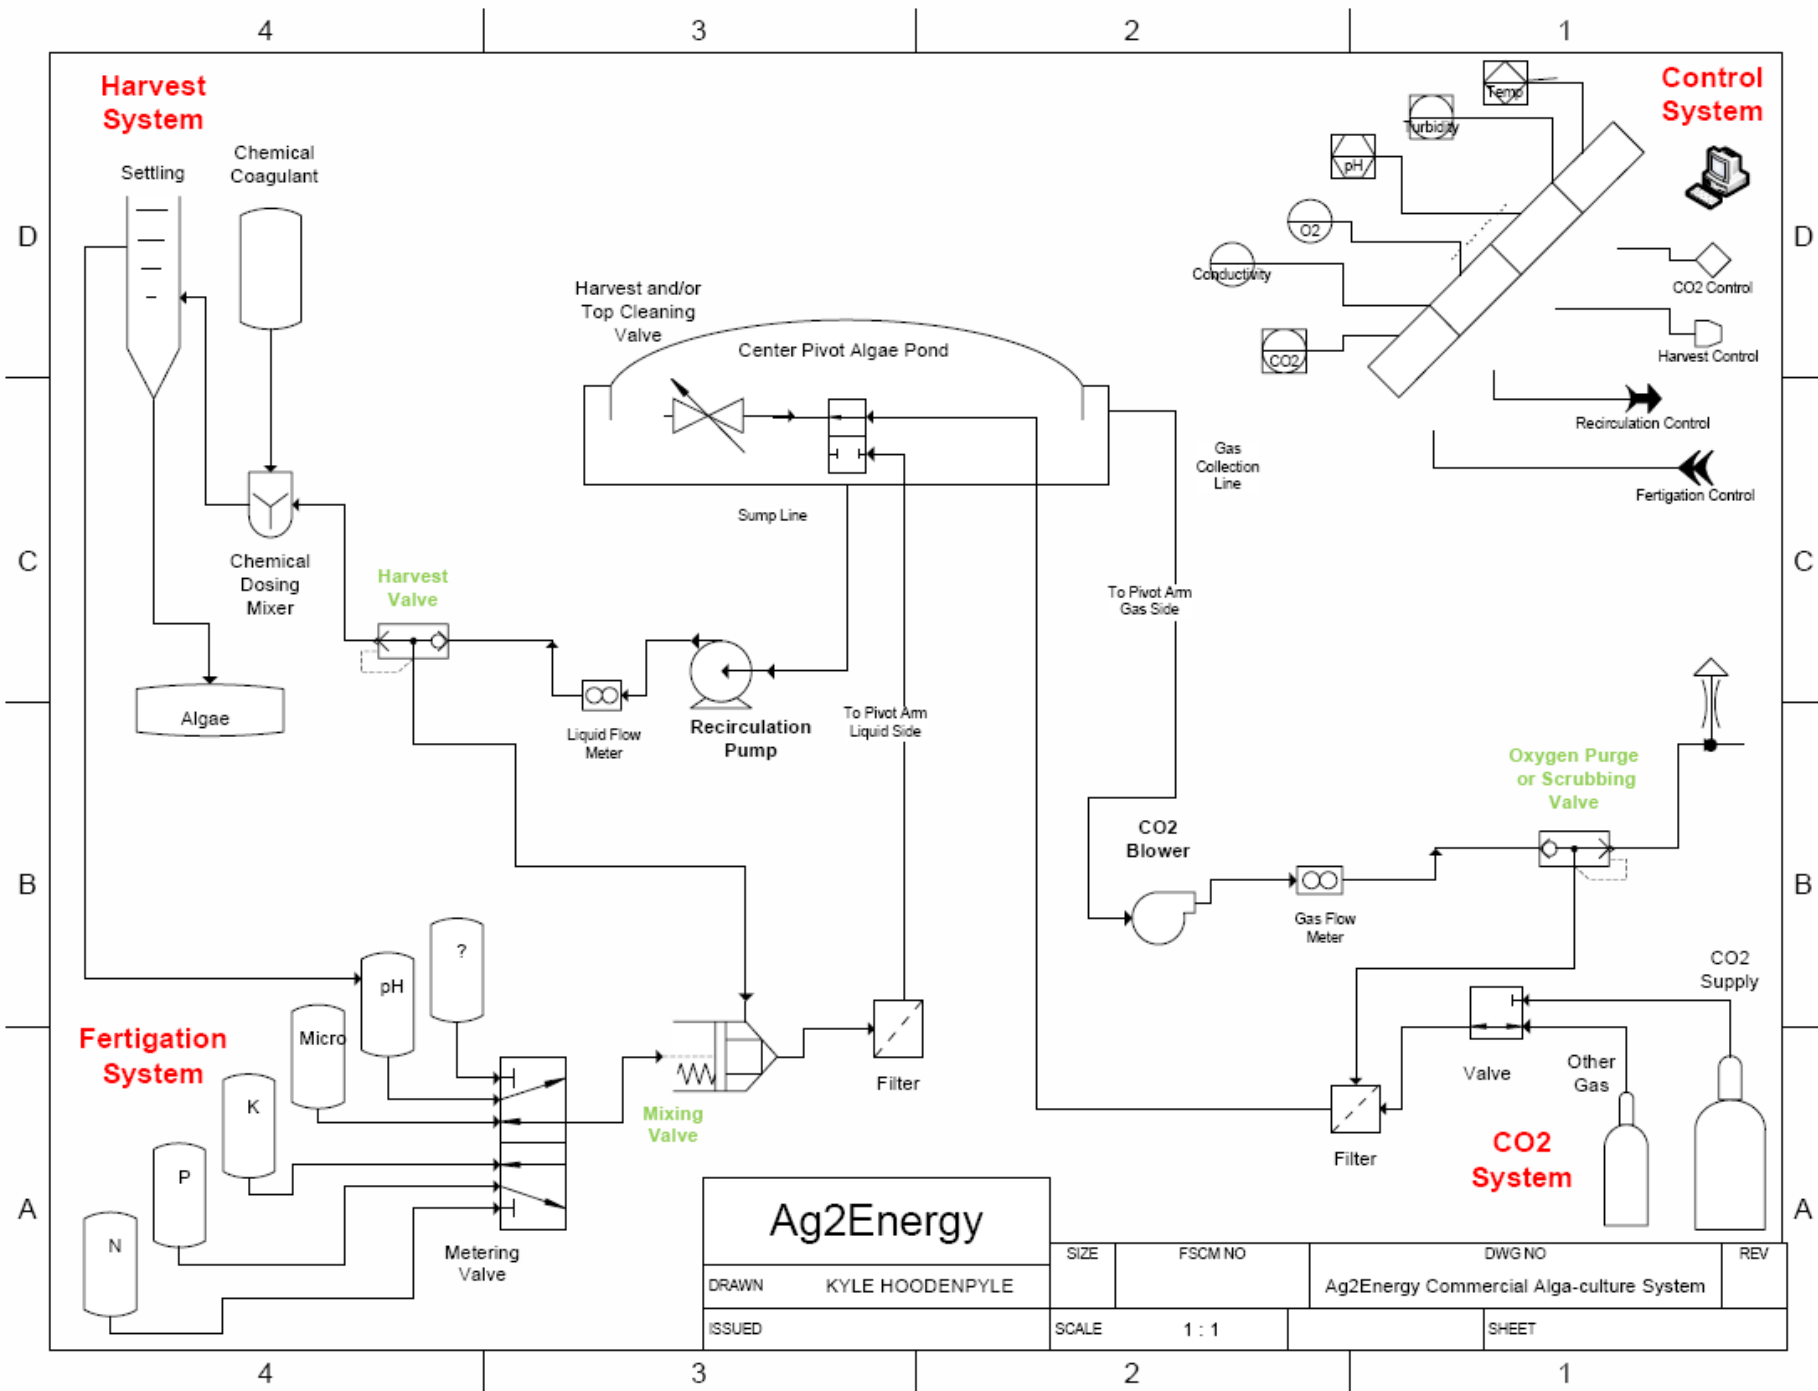 4
3
2
1
Harvest
System
Control
System
Temp
Turbidity
pH
O2
Conductivity
CO2
CO2 Control
Harvest Control
Recirculation Control
Fertigation Control
D
D
Settling
Chemical
Coagulant
Harvest and/or
Top Cleaning
Valve
Center Pivot Algae Pond
Gas
Collection
Line
Sump Line
C
C
Chemical
Dosing
Mixer
Harvest
Valve
To Pivot Arm
Gas Side
Algae
Liquid Flow
Meter
Recirculation
Pump
To Pivot Arm
Liquid Side
Oxygen Purge
or Scrubbing
Valve
CO2
Blower
B
B
Gas Flow
Meter
CO2
Supply
?
pH
Micro
K
P
N
Fertigation
System
Mixing
Valve
Filter
Valve
Other
Gas
Filter
CO2
System
Metering
Valve
A
A
Ag2Energy
DRAWN KYLE HOODENPYLE
ISSUED
SIZE FSCM NO DWG NO REV
Ag2Energy Commercial Alga-culture System
SCALE 1 : 1 SHEET
4
3
2
1